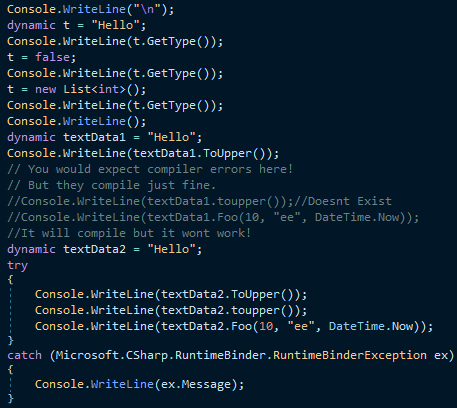 Console.WriteLine("\n");
dynamic t = "Hello";
Console.WriteLine(t.GetType());
t = false;
Console.WriteLine(t.GetType());
t = new List<int>();
Console.WriteLine(t.GetType());
Console.WriteLine();
dynamic textData1 = "Hello";
Console.WriteLine(textData1.ToUpper());
// You would expect compiler errors here!
// But they compile just fine.
//Console.WriteLine(textData1.toupper());//Doesnt Exist
//Console.WriteLine(textData1.Foo(10, "ee", DateTime.Now));
//It will compile but it wont work!
dynamic textData2 = "Hello";
try
{
    Console.WriteLine(textData2.ToUpper());
    Console.WriteLine(textData2.toupper());
    Console.WriteLine(textData2.Foo(10, "ee", DateTime.Now));
}
catch (Microsoft.CSharp.RuntimeBinder.RuntimeBinderException ex)
{
    Console.WriteLine(ex.Message);
}